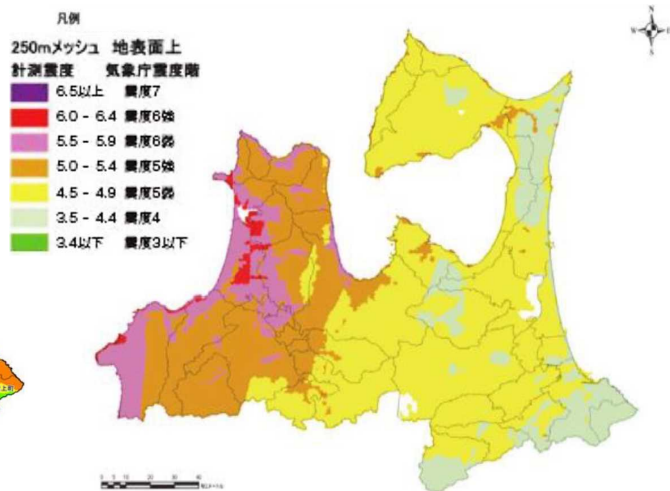 凡例
250mメッシュ 地表面上
計測震度 気象庁震度階
6.5以上 震度7
6.0 - 6.4 震度6強
5.5 - 5.9 震度6弱
5.0 - 5.4 震度5強
4.5 - 4.9 震度5弱
3.5 - 4.4 震度4
3.4以下 震度3以下
N
W E
S